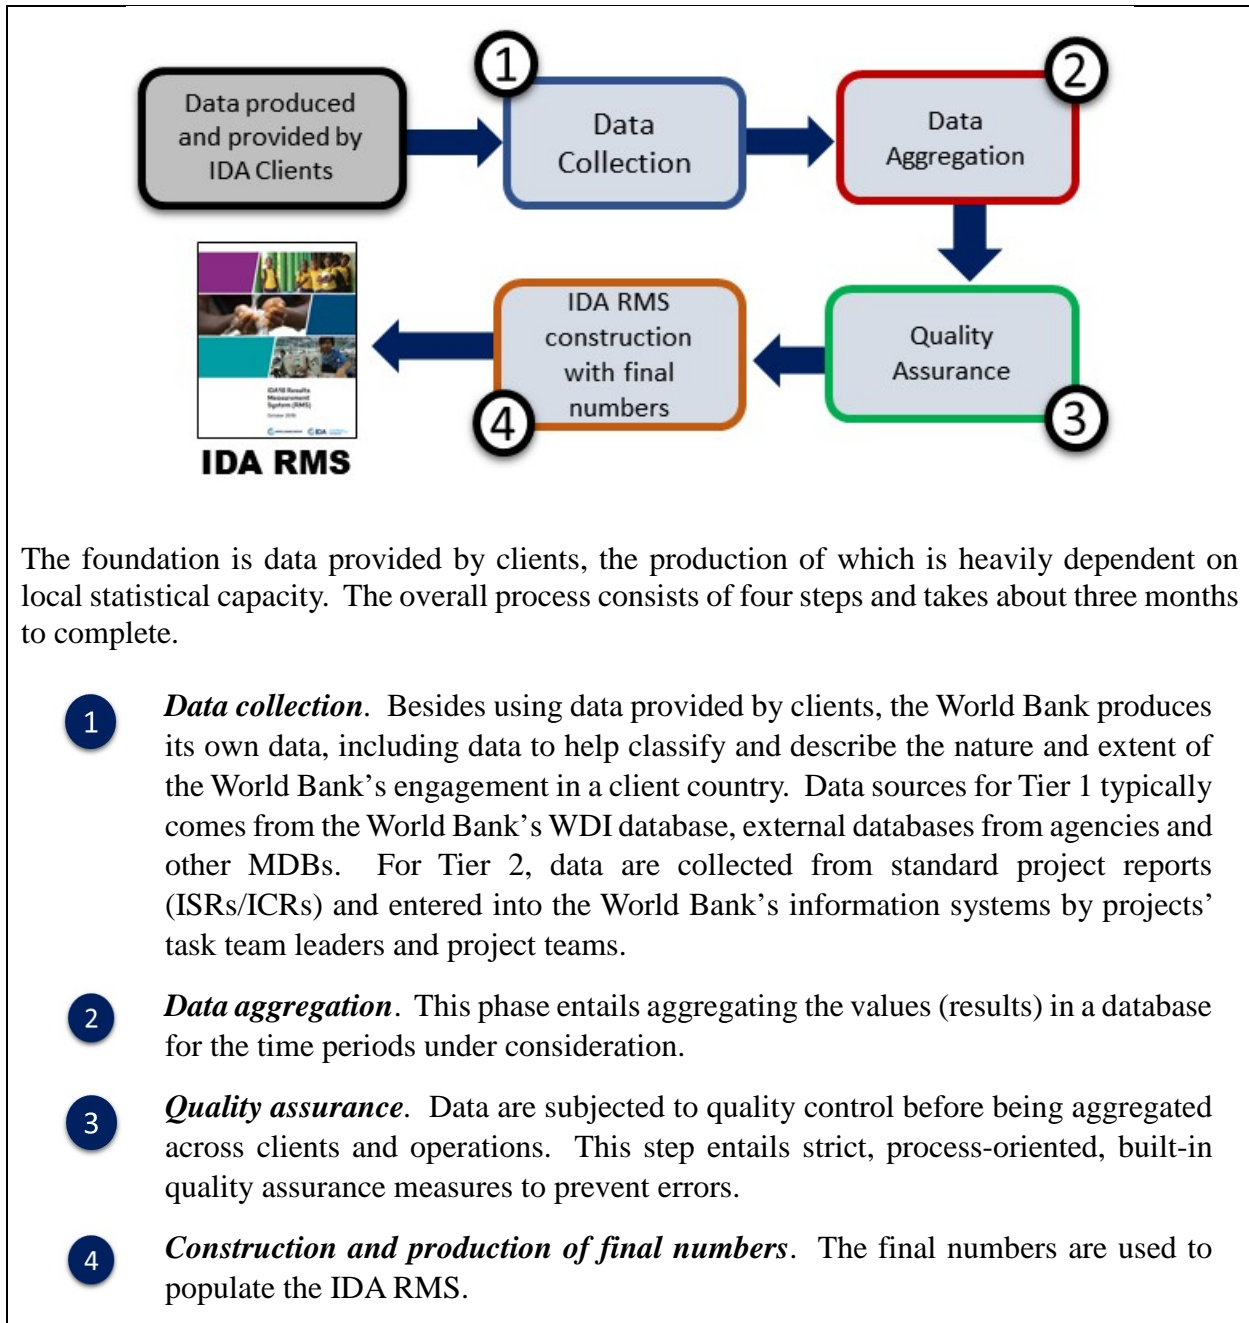 Data produced
and provided by
IDA Clients
1
Data
Collection
2
Data
Aggregation
Quality
Assurance
3
IDA RMS
construction
with final
numbers
4
IDA18 Results
Measurement
System (RMS)
IDA
IDA RMS
The foundation is data provided by clients, the production of which is heavily dependent on
local statistical capacity. The overall process consists of four steps and takes about three months
to complete.
1 Data collection. Besides using data provided by clients, the World Bank produces
its own data, including data to help classify and describe the nature and extent of
the World Bank’s engagement in a client country. Data sources for Tier 1 typically
comes from the World Bank’s WDI database, external databases from agencies and
other MDBs. For Tier 2, data are collected from standard project reports
(ISRs/ICRs) and entered into the World Bank’s information systems by projects’
task team leaders and project teams.
2 Data aggregation. This phase entails aggregating the values (results) in a database
for the time periods under consideration.
3 Quality assurance. Data are subjected to quality control before being aggregated
across clients and operations. This step entails strict, process-oriented, built-in
quality assurance measures to prevent errors.
4 Construction and production of final numbers. The final numbers are used to
populate the IDA RMS.